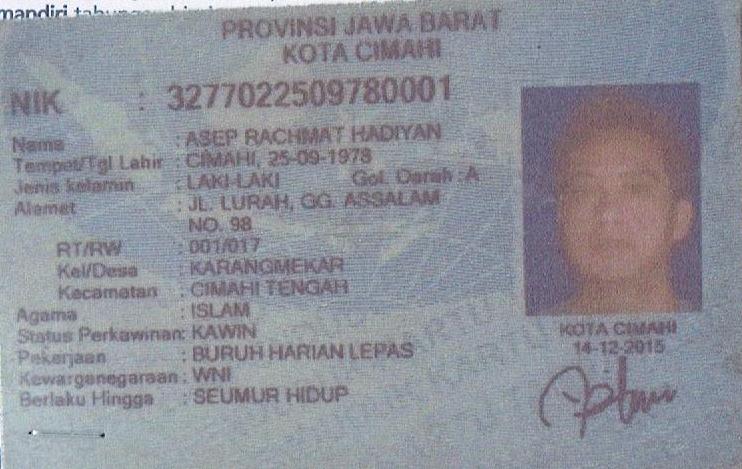 mandiri
PROVINSI JAWA BARAT
KOTA CIMAHI
NIK : 3277022509780001
Nama : ASEP RACHMAT HADIYAN
Tempat/Tgl Lahir : CIMAHI, 25-09-1978
Jenis kelamin : LAKI-LAKI Gol. Darah :A
Alamat : JL. LURAH, GG. ASSALAM
NO. 98
RT/RW : 001/017
Kel/Desa : KARANGMEKAR
Kecamatan : CIMAHI TENGAH
Agama : ISLAM
Status Perkawinan: KAWIN
Pekerjaan : BURUH HARIAN LEPAS
Kewarganegaraan: WNI
Berlaku Hingga : SEUMUR HIDUP
KOTA CIMAHI
14-12-2015